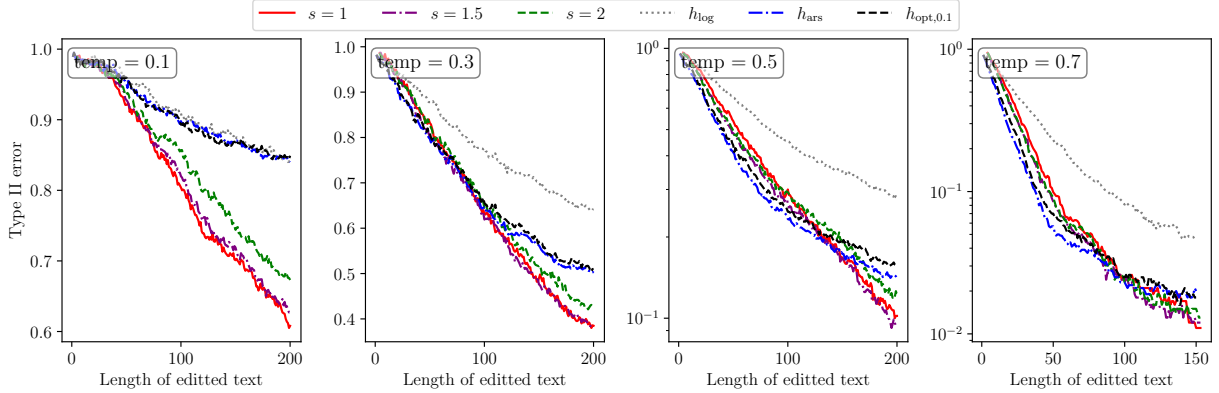 s = 1 s = 1.5 s = 2 h_log h_ars h_opt,0.1
Type II error
temp = 0.1
1.0
0.9
0.8
0.7
0.6
0 100 200
Length of editted text
temp = 0.3
1.0
0.9
0.8
0.7
0.6
0.5
0.4
0 100 200
Length of editted text
temp = 0.5
10^0
10^−1
0 100 200
Length of editted text
temp = 0.7
10^0
10^−1
10^−2
0 50 100 150
Length of editted text